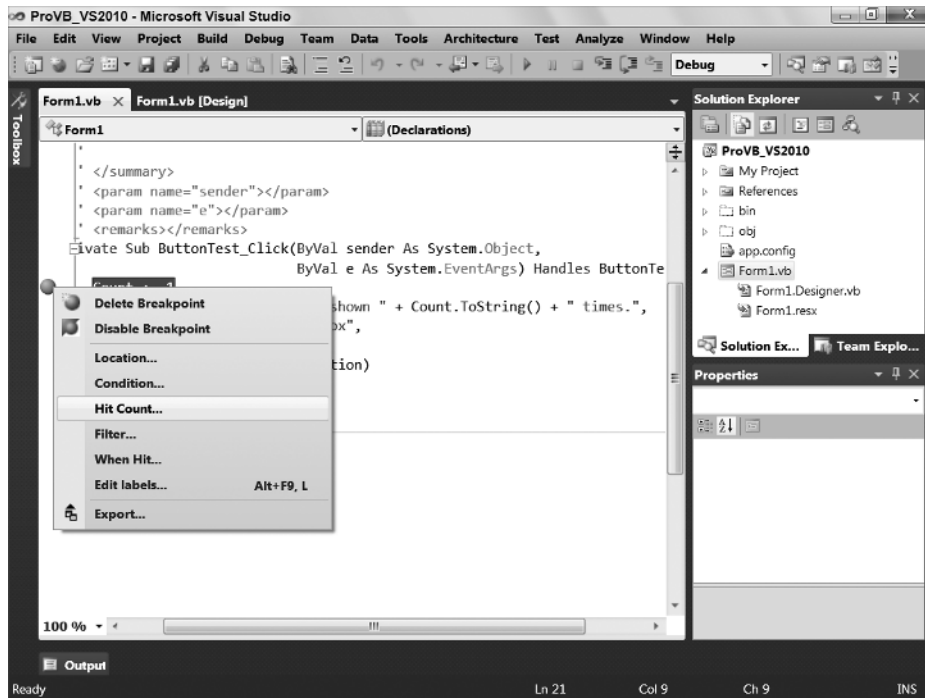 ProVB_VS2010 - Microsoft Visual Studio
File Edit View Project Build Debug Team Data Tools Architecture Test Analyze Window Help
Debug
Toolbox
Form1.vb Form1.vb [Design]
Form1 (Declarations)
'
' </summary>
' <param name="sender"></param>
' <param name="e"></param>
' <remarks></remarks>
ivate Sub ButtonTest_Click(ByVal sender As System.Object,
ByVal e As System.EventArgs) Handles ButtonTe
shown " + Count.ToString() + " times.",
ox",
tion)
Delete Breakpoint
Disable Breakpoint
Location...
Condition...
Hit Count...
Filter...
When Hit...
Edit labels... Alt+F9, L
Export...
100 %
Solution Explorer
ProVB_VS2010
My Project
References
bin
obj
app.config
Form1.vb
Form1.Designer.vb
Form1.resx
Solution Ex... Team Explo...
Properties
Output
Ready Ln 21 Col 9 Ch 9 INS